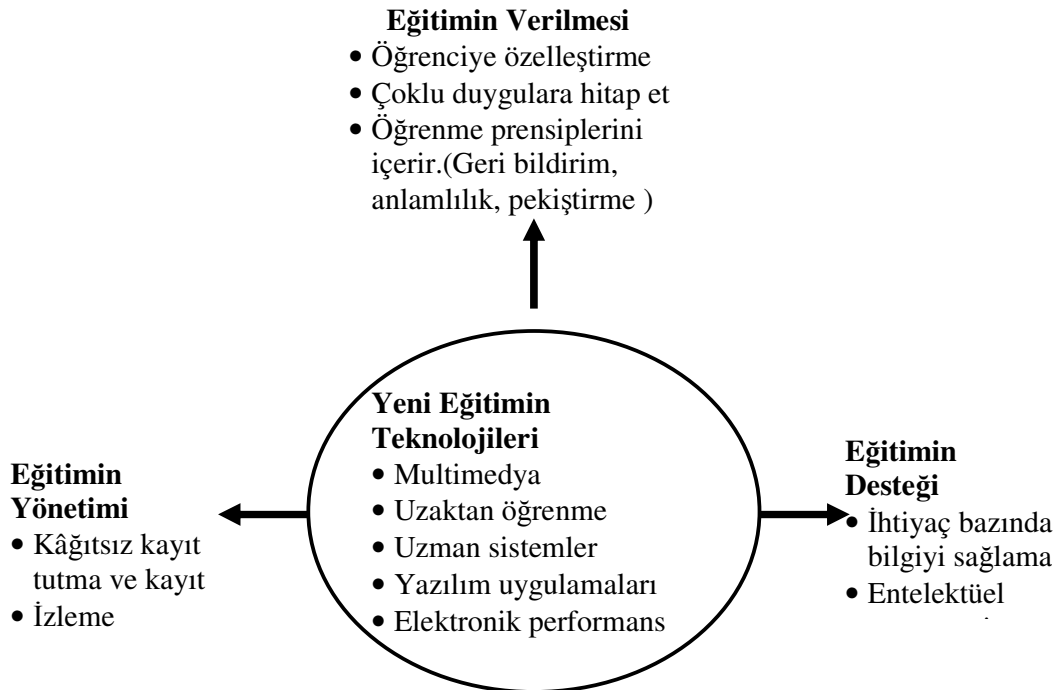 Eğitimin Verilmesi
• Öğrenciye özelleştirme
• Çoklu duygulara hitap et
• Öğrenme prensiplerini
içerir.(Geri bildirim,
anlamlılık, pekiştirme )
Yeni Eğitimin
Teknolojileri
• Multimedya
• Uzaktan öğrenme
• Uzman sistemler
• Yazılım uygulamaları
• Elektronik performans
Eğitimin
Yönetimi
• Kâğıtsız kayıt
tutma ve kayıt
• İzleme
Eğitimin
Desteği
• İhtiyaç bazında
bilgiyi sağlama
• Entelektüel